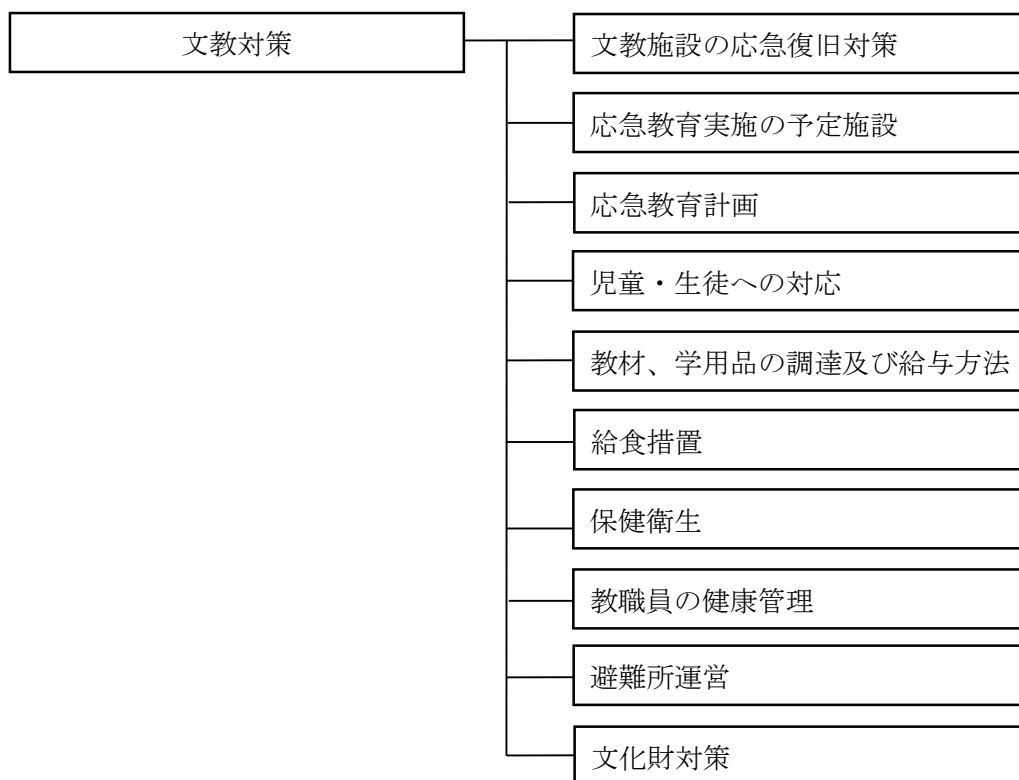 文教対策
文教施設の応急復旧対策
応急教育実施の予定施設
応急教育計画
児童・生徒への対応
教材、学用品の調達及び給与方法
給食措置
保健衛生
教職員の健康管理
避難所運営
文化財対策